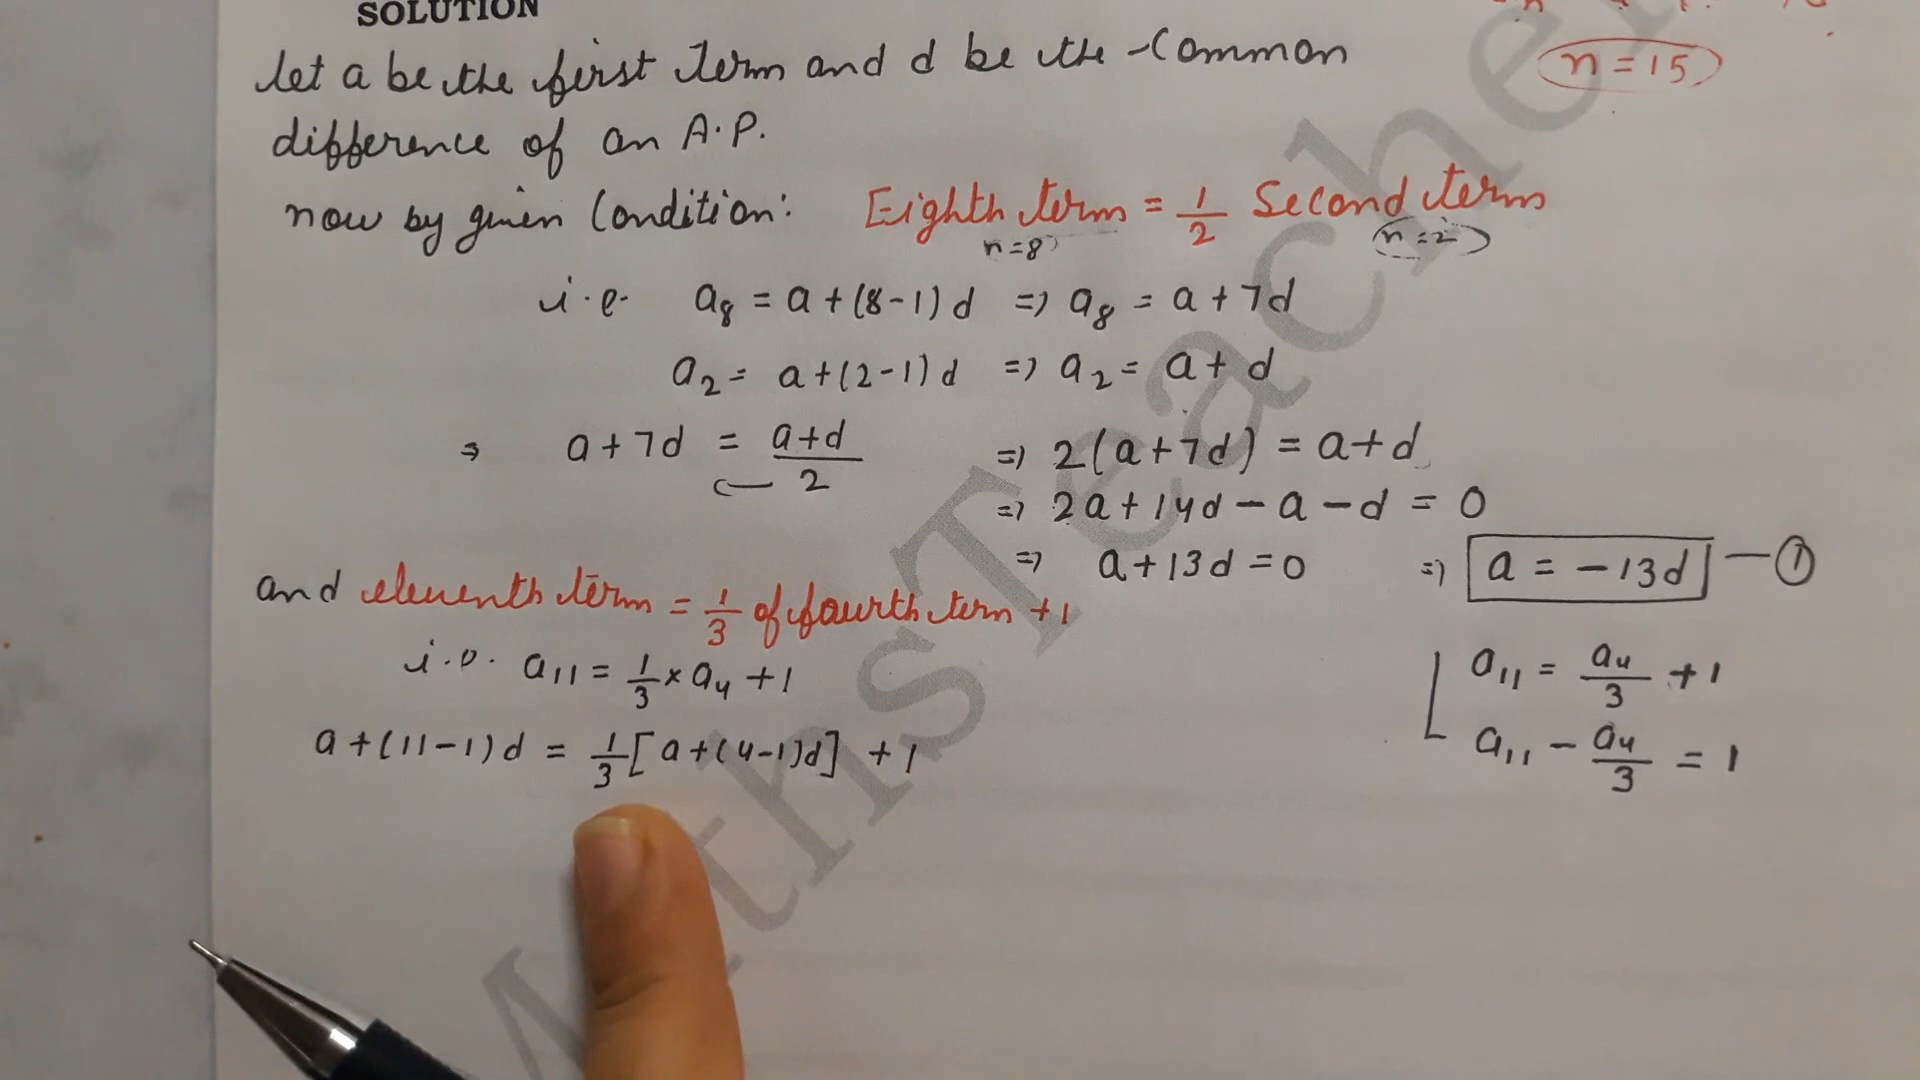 SOLUTION
n = 15
let a be the first term and d be the common
difference of an A.P.
now by given Condition: Eighth term = 1/2 Second term
n=8 n=2
i.e. a₈ = a + (8-1)d => a₈ = a + 7d
a₂ = a + (2-1)d => a₂ = a + d
⇒ a + 7d = (a+d)/2 => 2(a+7d) = a+d
=> 2a + 14d - a - d = 0
=> a + 13d = 0 => a = -13d — ①
and eleventh term = 1/3 of fourth term + 1
i.e. a₁₁ = 1/3 × a₄ + 1
a + (11-1)d = 1/3 [a + (4-1)d] + 1
a₁₁ = a₄/3 + 1
a₁₁ - a₄/3 = 1
MathsTeacher